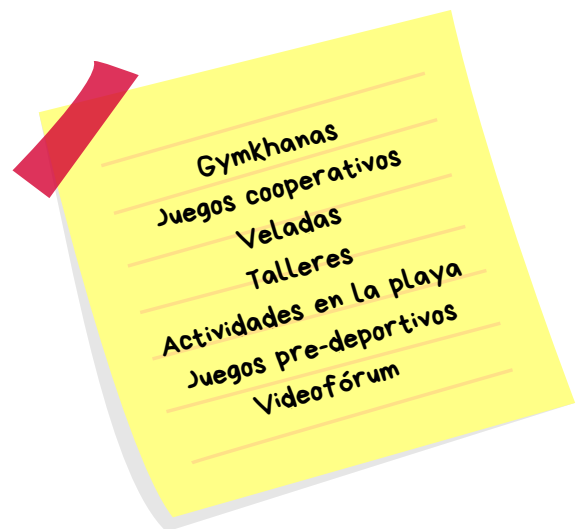 Gymkhanas
Juegos cooperativos
Veladas
Talleres
Actividades en la playa
Juegos pre-deportivos
Videofórum